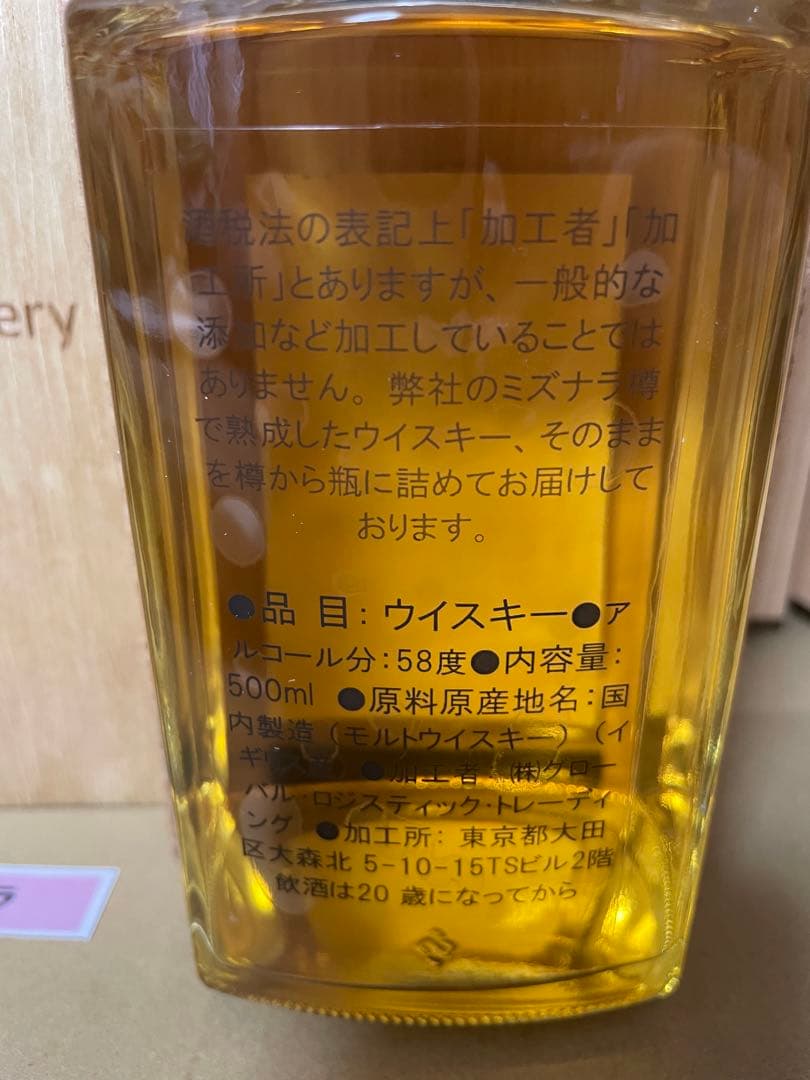 酒税法の表記上「加工者」「加
工所」とありますが、一般的な
添加など加工していることでは
ありません。弊社のミズナラ樽
で熟成したウイスキー、そのまま
を樽から瓶に詰めてお届けして
おります。
●品 目: ウイスキー●ア
ルコール分:58度●内容量:
500ml ●原料原産地名:国
内製造（モルトウイスキー）（イ
ギリス ●加工者 ㈱グロー
バル・ロジスティック・トレーディ
ング ●加工所: 東京都大田
区大森北 5-10-15TSビル2階
飲酒は20 歳になってから
ery
ラ